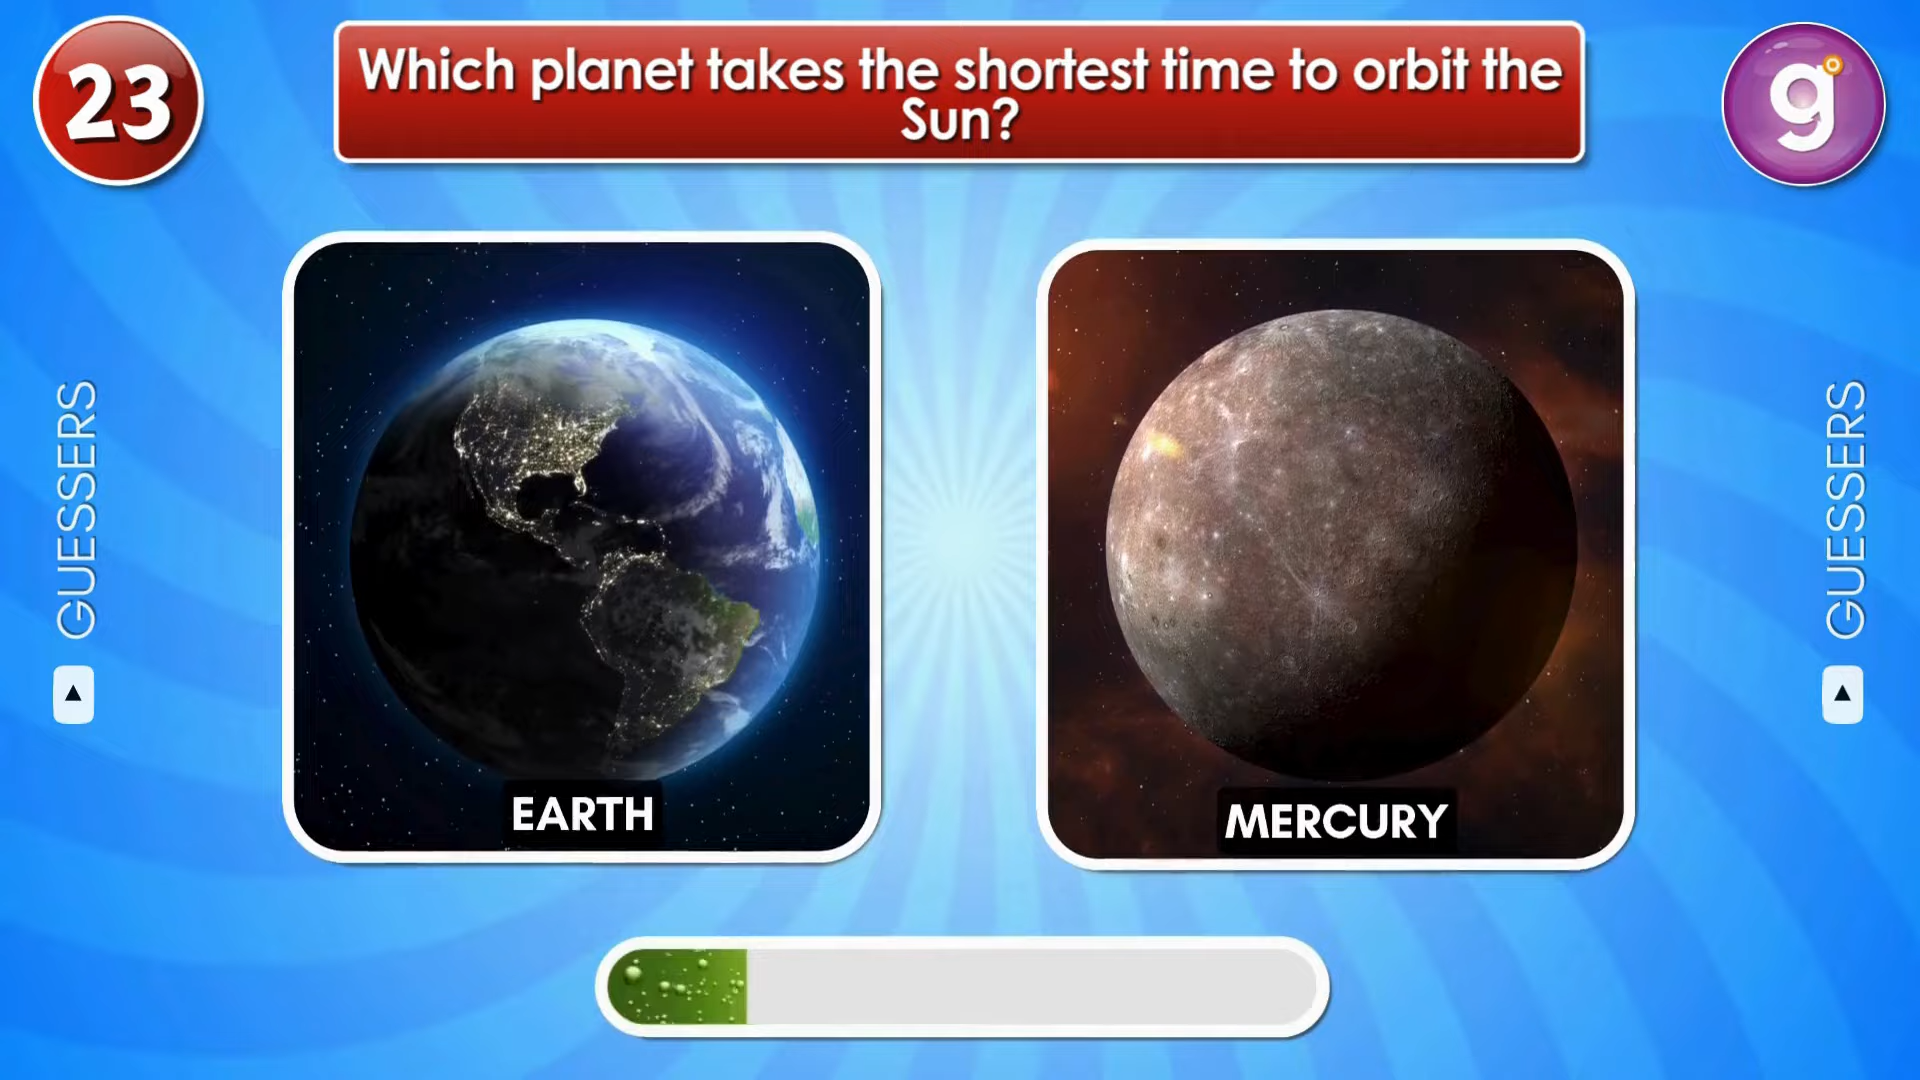 23
Which planet takes the shortest time to orbit the
Sun?
g
GUESSERS
EARTH
MERCURY
GUESSERS